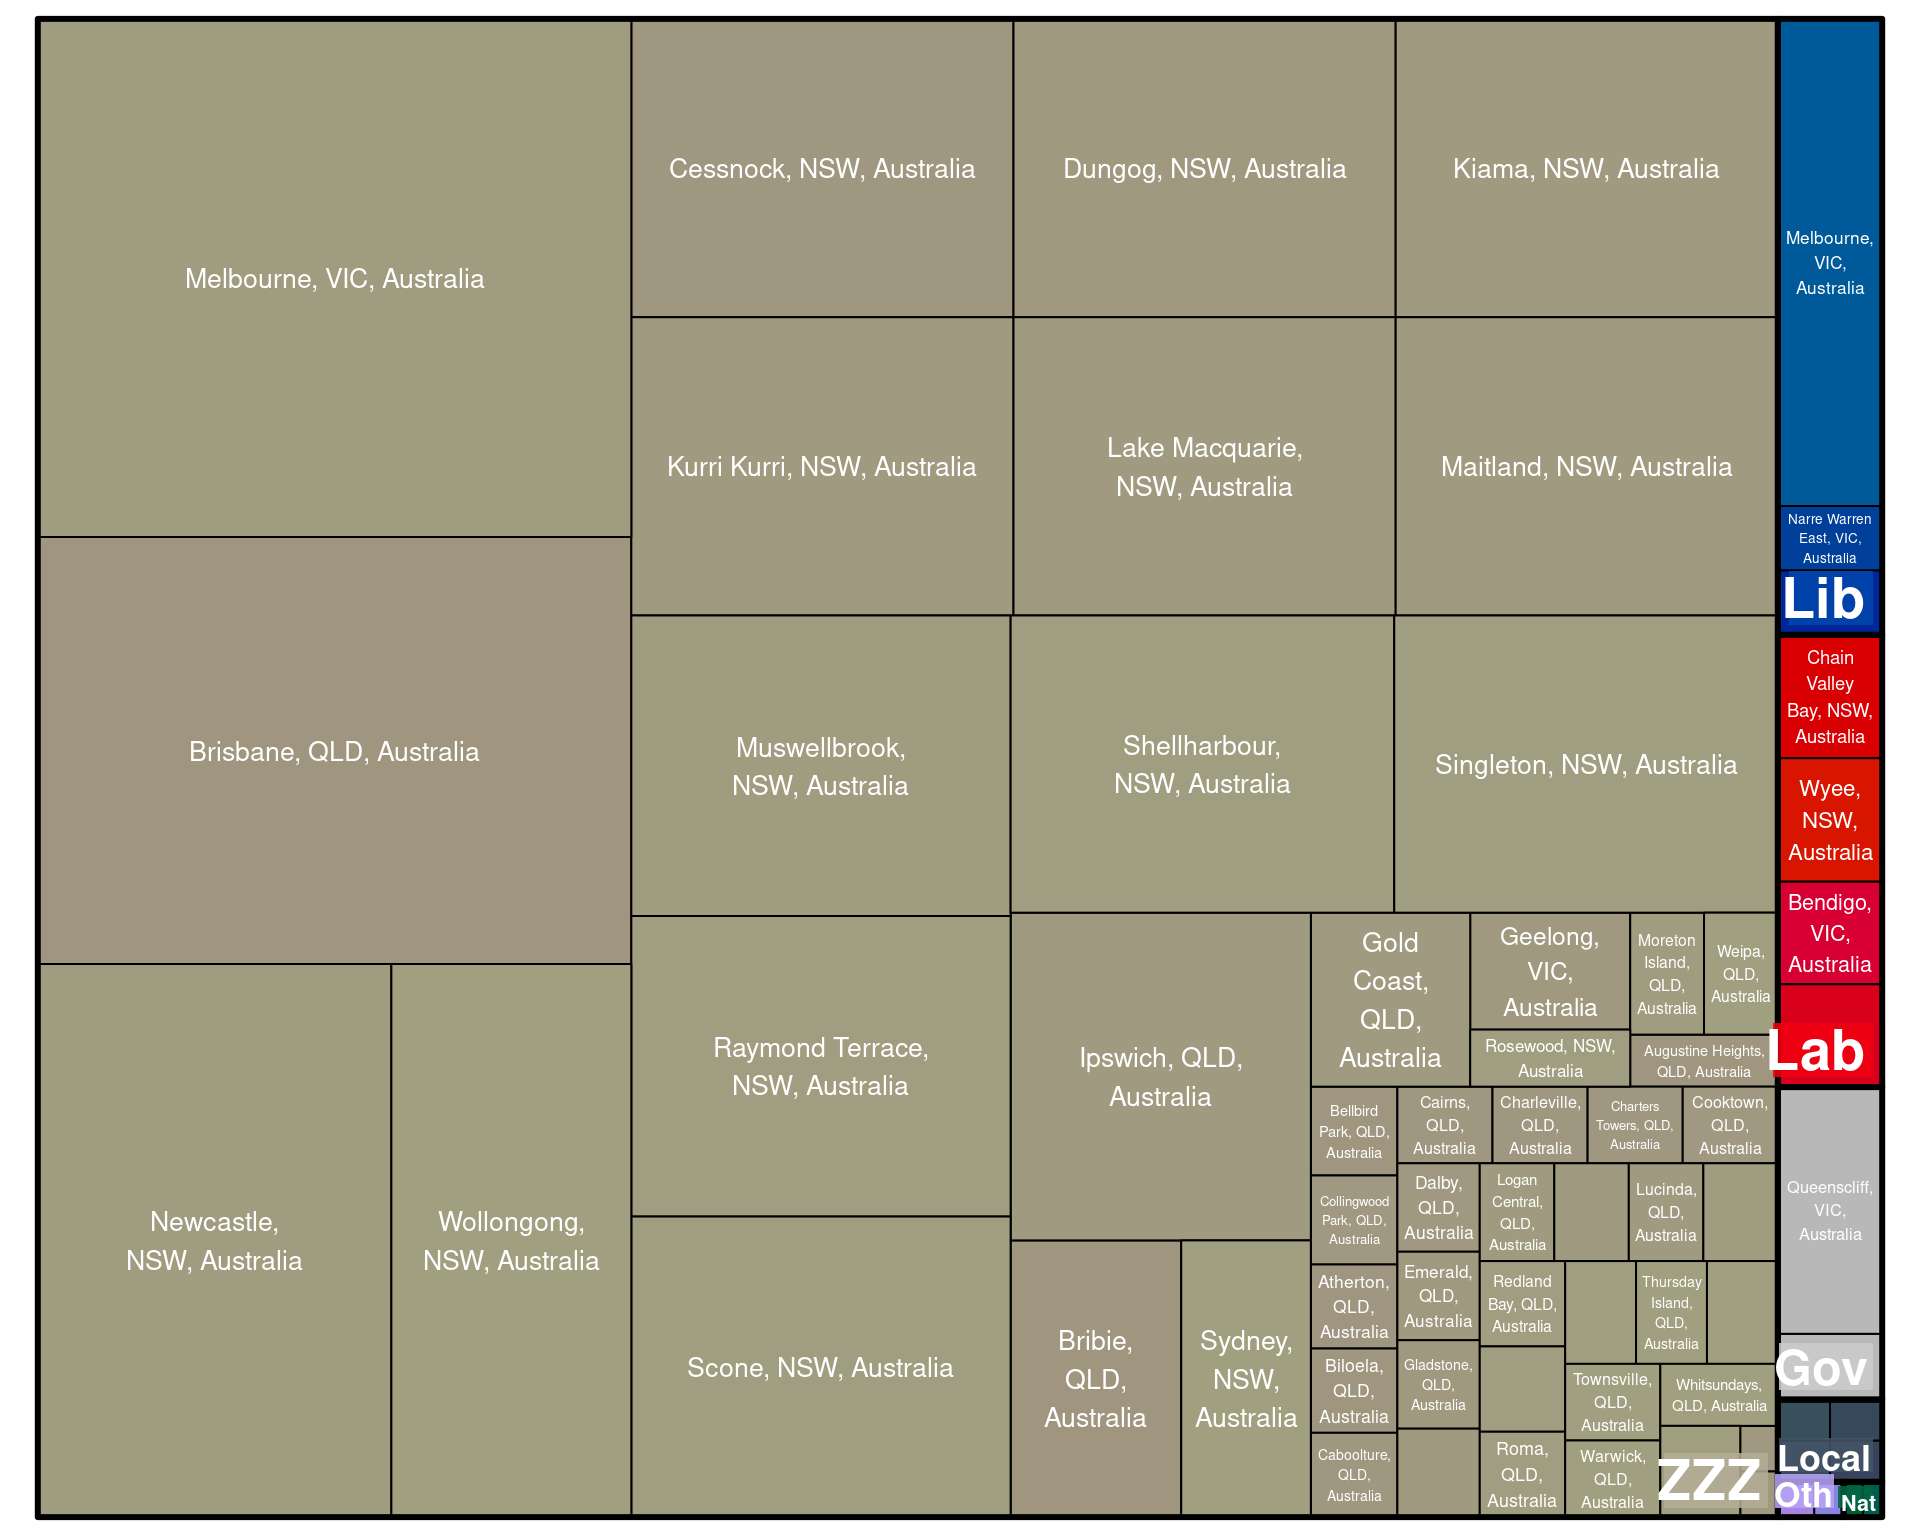 Melbourne, VIC, Australia
Brisbane, QLD, Australia
Newcastle,
NSW, Australia
Wollongong,
NSW, Australia
Cessnock, NSW, Australia
Dungog, NSW, Australia
Kiama, NSW, Australia
Kurri Kurri, NSW, Australia
Lake Macquarie,
NSW, Australia
Maitland, NSW, Australia
Muswellbrook,
NSW, Australia
Shellharbour,
NSW, Australia
Singleton, NSW, Australia
Raymond Terrace,
NSW, Australia
Scone, NSW, Australia
Ipswich, QLD,
Australia
Bribie,
QLD,
Australia
Sydney,
NSW,
Australia
Gold
Coast,
QLD,
Australia
Geelong,
VIC,
Australia
Rosewood, NSW,
Australia
Moreton
Island,
QLD,
Australia
Weipa,
QLD,
Australia
Augustine Heights,
QLD, Australia
Bellbird
Park, QLD,
Australia
Collingwood
Park, QLD,
Australia
Atherton,
QLD,
Australia
Biloela,
QLD,
Australia
Caboolture,
QLD,
Australia
Cairns,
QLD,
Australia
Charleville,
QLD,
Australia
Charters
Towers, QLD,
Australia
Cooktown,
QLD,
Australia
Dalby,
QLD,
Australia
Emerald,
QLD,
Australia
Gladstone,
QLD,
Australia
Logan
Central,
QLD,
Australia
Lucinda,
QLD,
Australia
Redland
Bay, QLD,
Australia
Roma,
QLD,
Australia
Thursday
Island,
QLD,
Australia
Townsville,
QLD,
Australia
Warwick,
QLD,
Australia
Whitsundays,
QLD, Australia
ZZZ
Melbourne,
VIC,
Australia
Narre Warren
East, VIC,
Australia
Lib
Chain
Valley
Bay, NSW,
Australia
Wyee,
NSW,
Australia
Bendigo,
VIC,
Australia
Lab
Queenscliff,
VIC,
Australia
Gov
Local
Oth
Nat